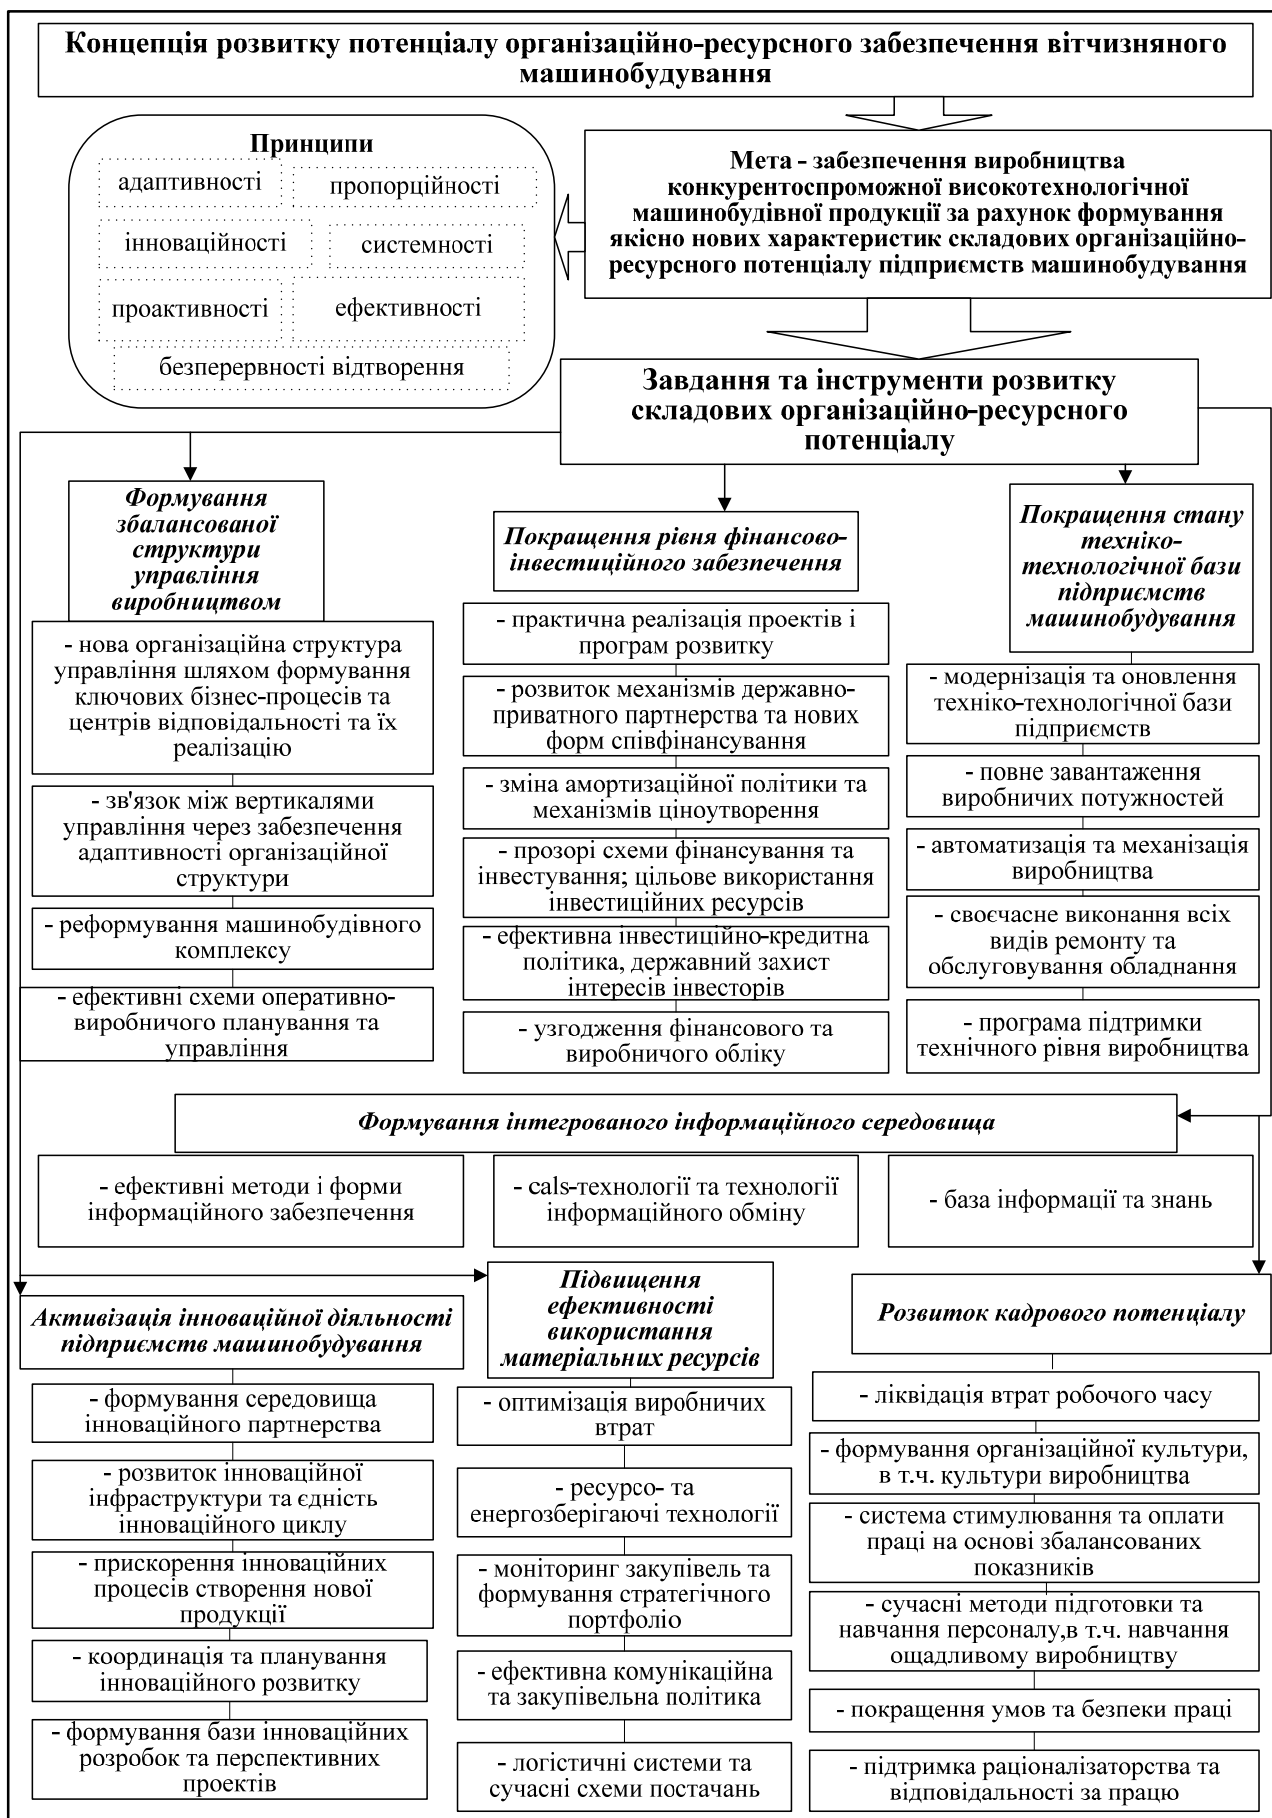 Концепція розвитку потенціалу організаційно-ресурсного забезпечення вітчизняного
машинобудування
Принципи
адаптивності
пропорційності
інноваційності
системності
проактивності
ефективності
безперервності відтворення
Мета - забезпечення виробництва
конкурентоспроможної високотехнологічної
машинобудівної продукції за рахунок формування
якісно нових характеристик складових організаційно-
ресурсного потенціалу підприємств машинобудування
Завдання та інструменти розвитку
складових організаційно-ресурсного
потенціалу
Формування
збалансованої
структури
управління
виробництвом
- нова організаційна структура
управління шляхом формування
ключових бізнес-процесів та
центрів відповідальності та їх
реалізацію
- зв'язок між вертикалями
управління через забезпечення
адаптивності організаційної
структури
- реформування машинобудівного
комплексу
- ефективні схеми оперативно-
виробничого планування та
управління
Покращення рівня фінансово-
інвестиційного забезпечення
- практична реалізація проектів і
програм розвитку
- розвиток механізмів державно-
приватного партнерства та нових
форм співфінансування
- зміна амортизаційної політики та
механізмів ціноутворення
- прозорі схеми фінансування та
інвестування; цільове використання
інвестиційних ресурсів
- ефективна інвестиційно-кредитна
політика, державний захист
інтересів інвесторів
- узгодження фінансового та
виробничого обліку
Покращення стану
техніко-
технологічної бази
підприємств
машинобудування
- модернізація та оновлення
техніко-технологічної бази
підприємств
- повне завантаження
виробничих потужностей
- автоматизація та механізація
виробництва
- своєчасне виконання всіх
видів ремонту та
обслуговування обладнання
- програма підтримки
технічного рівня виробництва
Формування інтегрованого інформаційного середовища
- ефективні методи і форми
інформаційного забезпечення
- cals-технології та технології
інформаційного обміну
- база інформації та знань
Активізація інноваційної діяльності
підприємств машинобудування
- формування середовища
інноваційного партнерства
- розвиток інноваційної
інфраструктури та єдність
інноваційного циклу
- прискорення інноваційних
процесів створення нової
продукції
- координація та планування
інноваційного розвитку
- формування бази інноваційних
розробок та перспективних
проектів
Підвищення
ефективності
використання
матеріальних ресурсів
- оптимізація виробничих
втрат
- ресурсо- та
енергозберігаючі технології
- моніторинг закупівель та
формування стратегічного
портфоліо
- ефективна комунікаційна
та закупівельна політика
- логістичні системи та
сучасні схеми постачань
Розвиток кадрового потенціалу
- ліквідація втрат робочого часу
- формування організаційної культури,
в т.ч. культури виробництва
- система стимулювання та оплати
праці на основі збалансованих
показників
- сучасні методи підготовки та
навчання персоналу,в т.ч. навчання
ощадливому виробництву
- покращення умов та безпеки праці
- підтримка раціоналізаторства та
відповідальності за працю